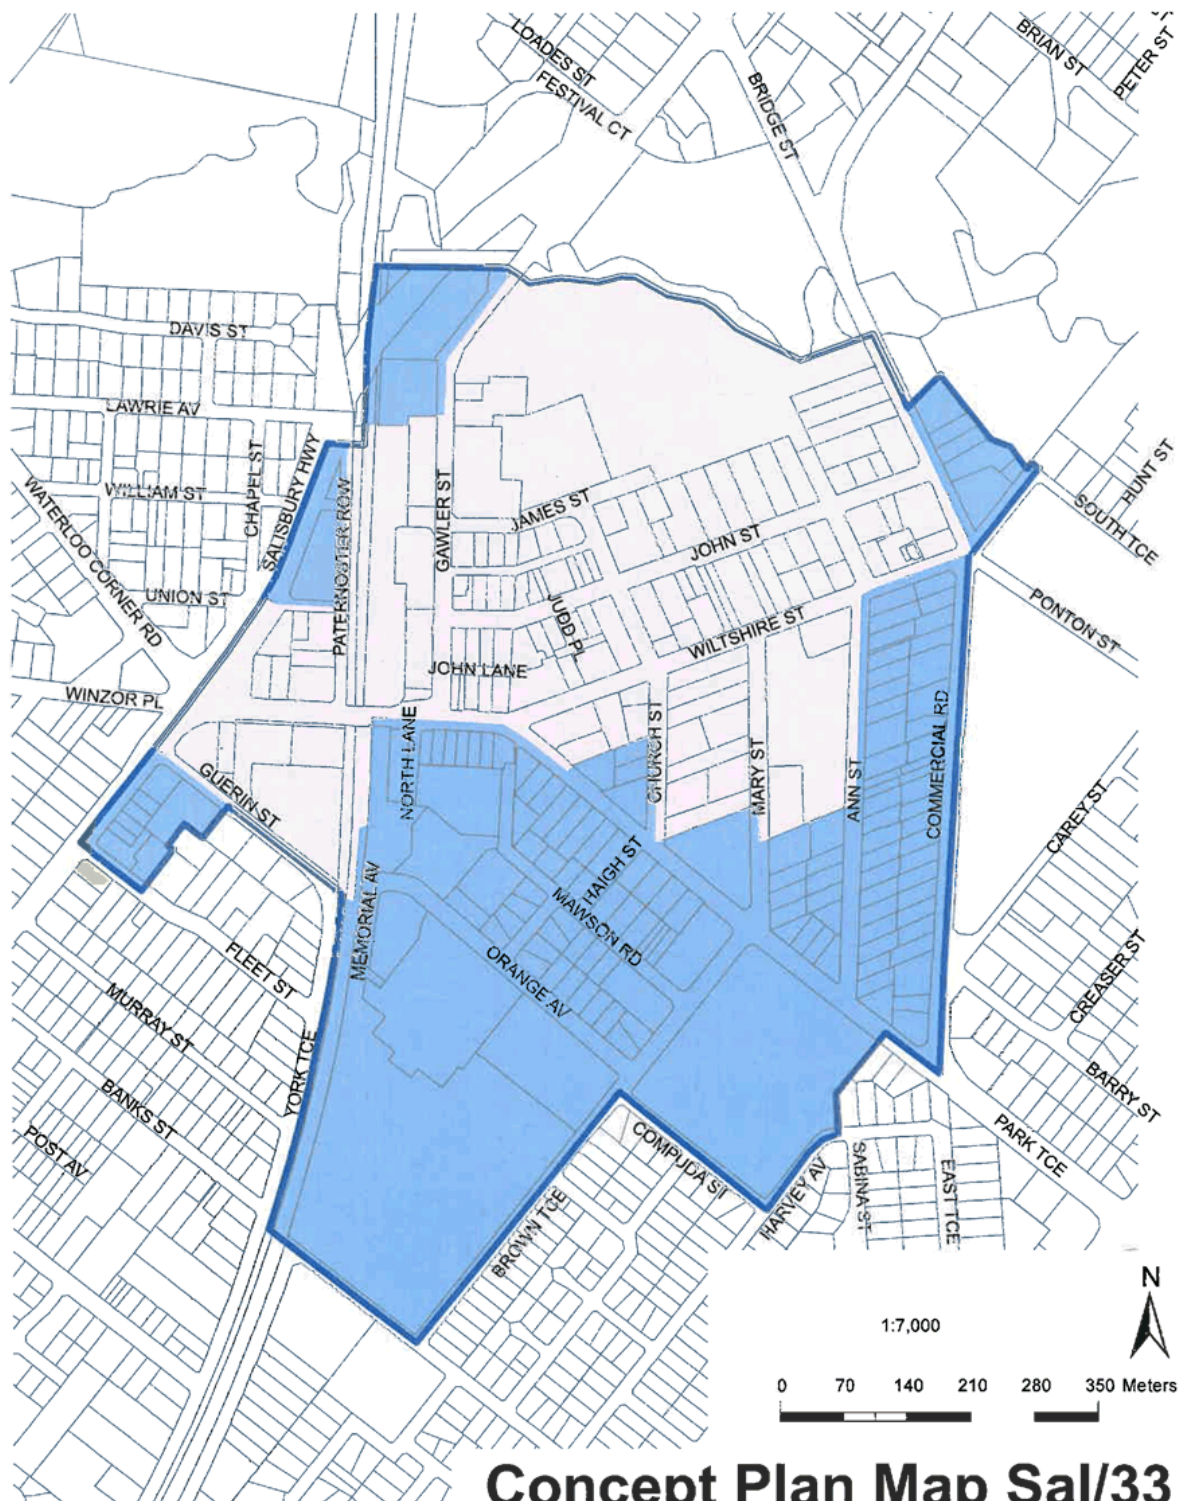 LOADES ST
FESTIVAL CT
BRIDGE ST
BRIAN ST
PETER ST
DAVIS ST
LAWRIE AV
CHAPEL ST
SALISBURY HWY
WILLIAM ST
WATERLOO CORNER RD
UNION ST
WINZOR PL
PATERNOSTER ROW
GAWLER ST
JAMES ST
JOHN ST
JUDD PL
JOHN LANE
WILTSHIRE ST
HUNT ST
SOUTH TCE
PONTON ST
NORTH LANE
CHURCH ST
MARY ST
ANN ST
COMMERCIAL RD
GUERIN ST
CAREY ST
HAIGH ST
MAWSON RD
MEMORIAL AV
ORANGE AV
FLEET ST
MURRAY ST
YORK TCE
BANKS ST
POST AV
CREASER ST
BARRY ST
PARK TCE
COMPUDA ST
HARVEY AV
SABINA ST
EAST TCE
BROWN TCE
N
1:7,000
0 70 140 210 280 350 Meters
Concept Plan Map Sal/33